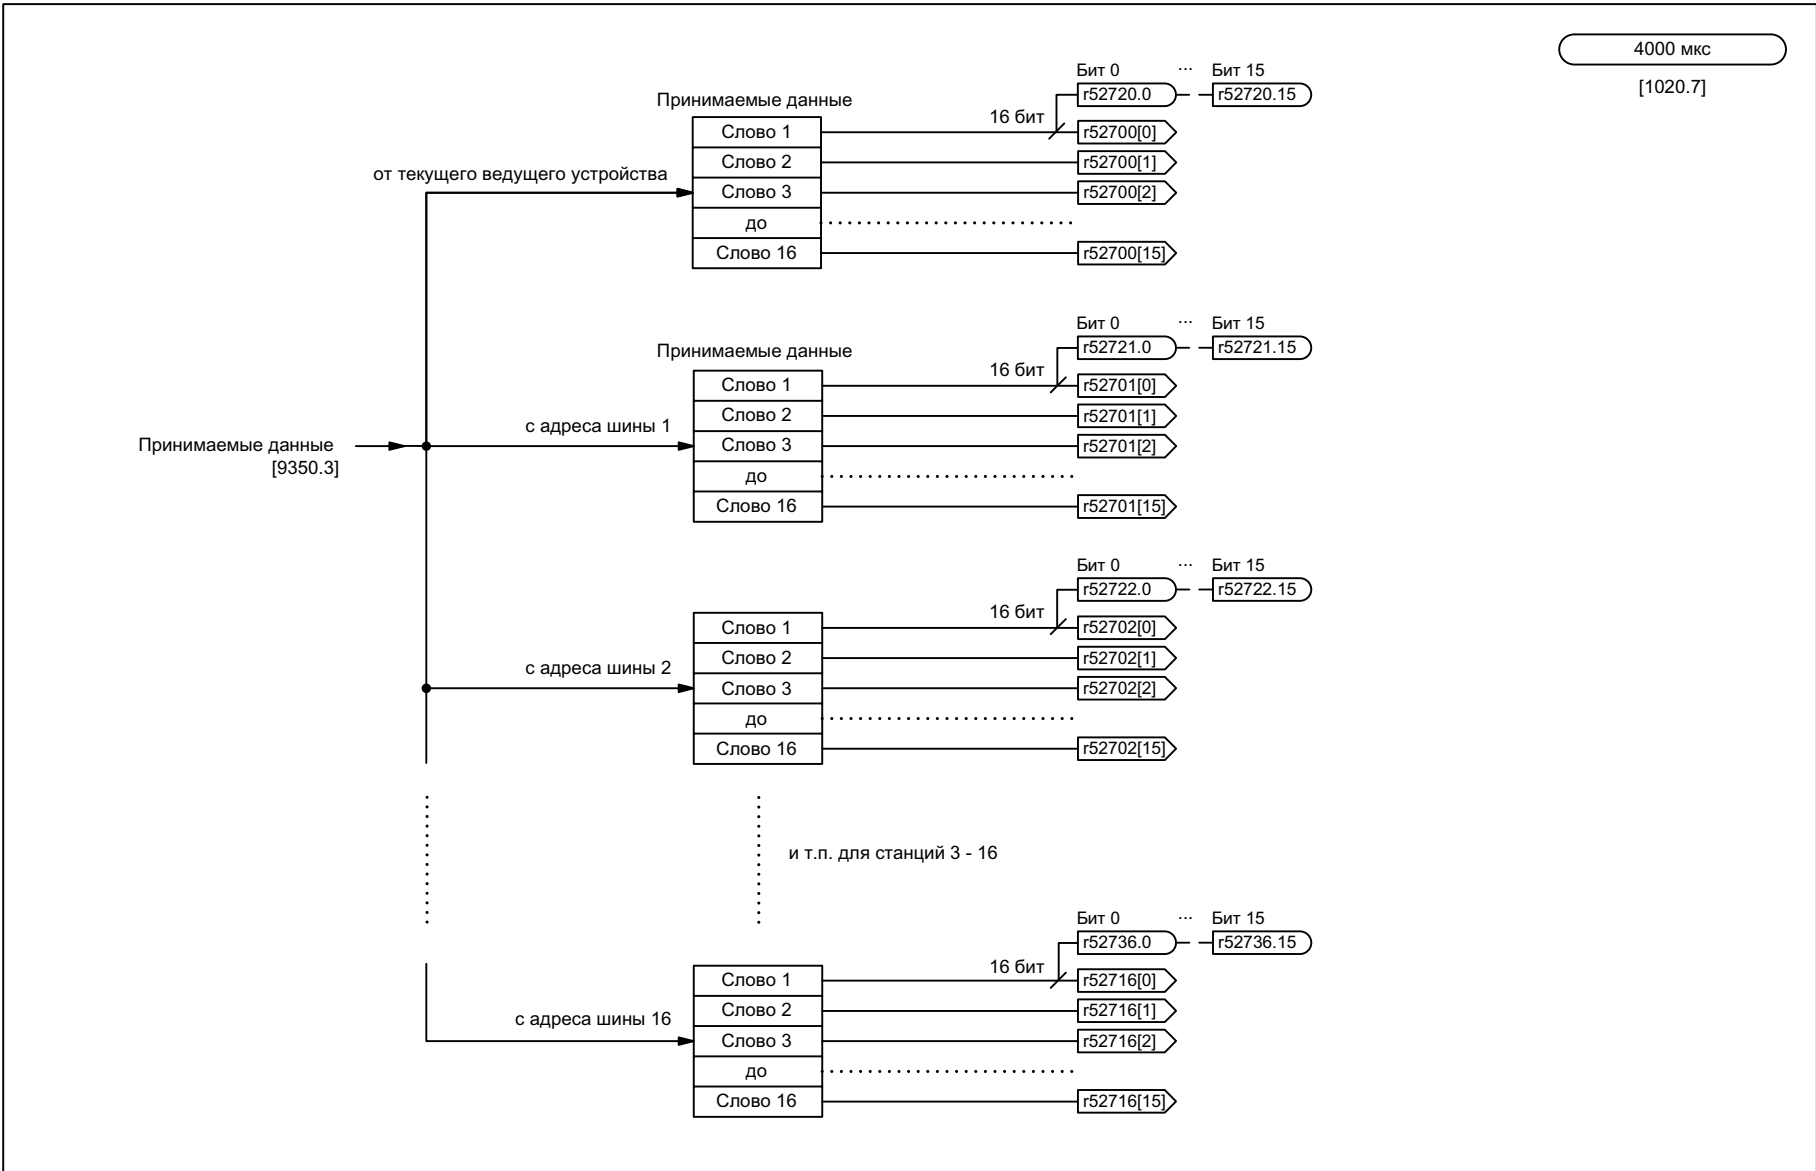 4000 мкс
[1020.7]
Бит 0 ... Бит 15
r52720.0 r52720.15
Принимаемые данные
16 бит
Слово 1 r52700[0]
Слово 2 r52700[1]
от текущего ведущего устройства
Слово 3 r52700[2]
до
Слово 16 r52700[15]
Бит 0 ... Бит 15
r52721.0 r52721.15
Принимаемые данные
16 бит
Слово 1 r52701[0]
Слово 2 r52701[1]
с адреса шины 1
Принимаемые данные
[9350.3]
Слово 3 r52701[2]
до
Слово 16 r52701[15]
Бит 0 ... Бит 15
r52722.0 r52722.15
16 бит
Слово 1 r52702[0]
Слово 2 r52702[1]
с адреса шины 2
Слово 3 r52702[2]
до
Слово 16 r52702[15]
и т.п. для станций 3 - 16
Бит 0 ... Бит 15
r52736.0 r52736.15
16 бит
Слово 1 r52716[0]
Слово 2 r52716[1]
с адреса шины 16
Слово 3 r52716[2]
до
Слово 16 r52716[15]